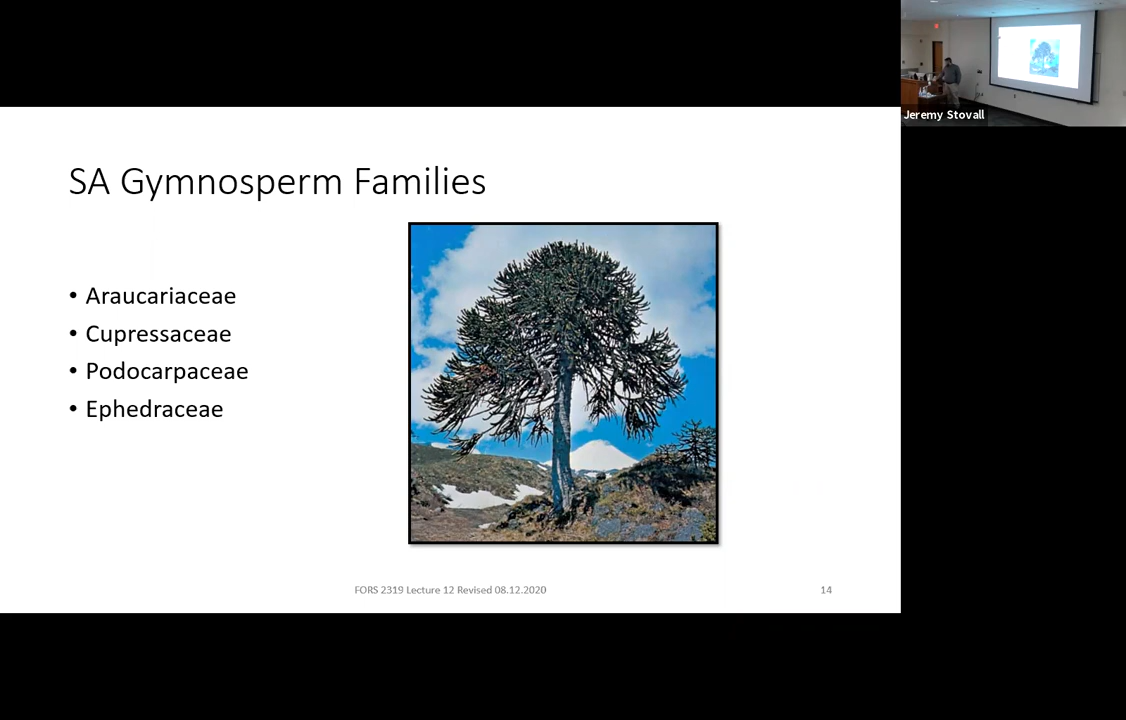 Jeremy Stovall
SA Gymnosperm Families
• Araucariaceae
• Cupressaceae
• Podocarpaceae
• Ephedraceae
FORS 2319 Lecture 12 Revised 08.12.2020
14